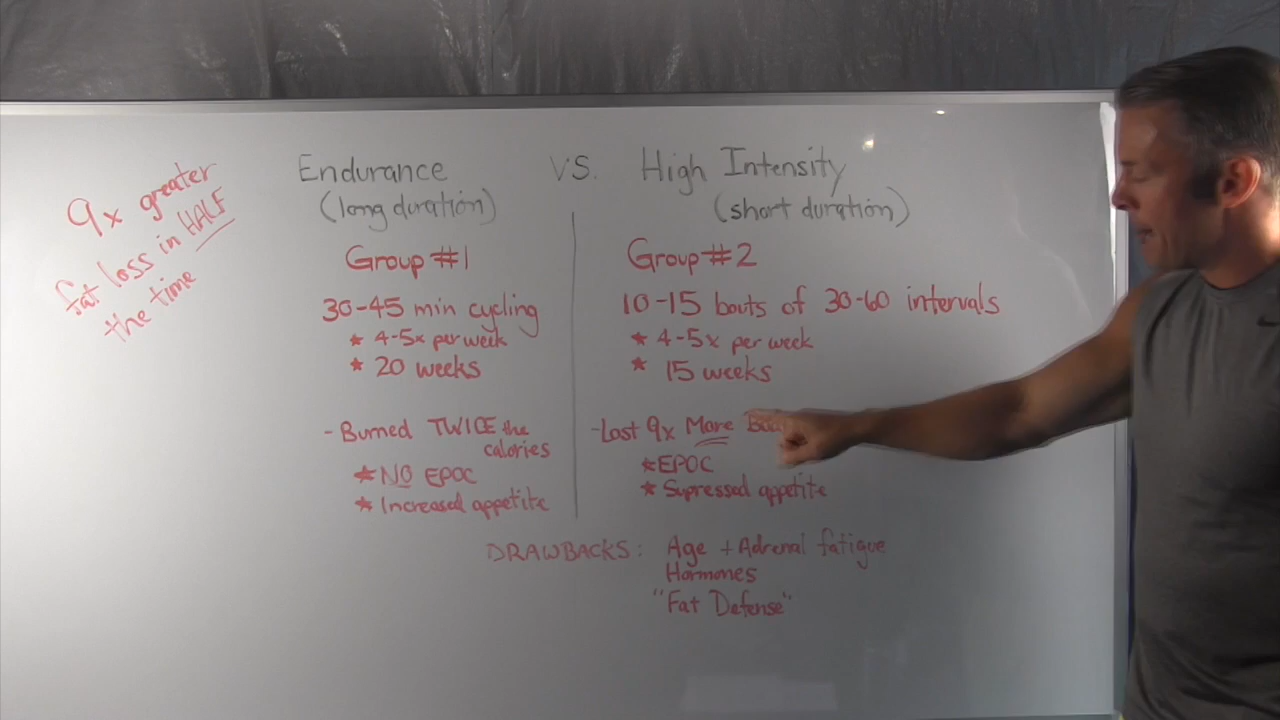 9x greater
fat loss in HALF
the time
Endurance VS. High Intensity
(long duration) (short duration)
Group #1
30-45 min cycling
* 4-5x per week
* 20 weeks
- Burned TWICE the
calories
* NO EPOC
* Increased appetite
Group #2
10-15 bouts of 30-60 intervals
* 4-5x per week
* 15 weeks
- Lost 9x More
* EPOC
* Supressed appetite
DRAWBACKS: Age + Adrenal fatigue
Hormones
"Fat Defense"